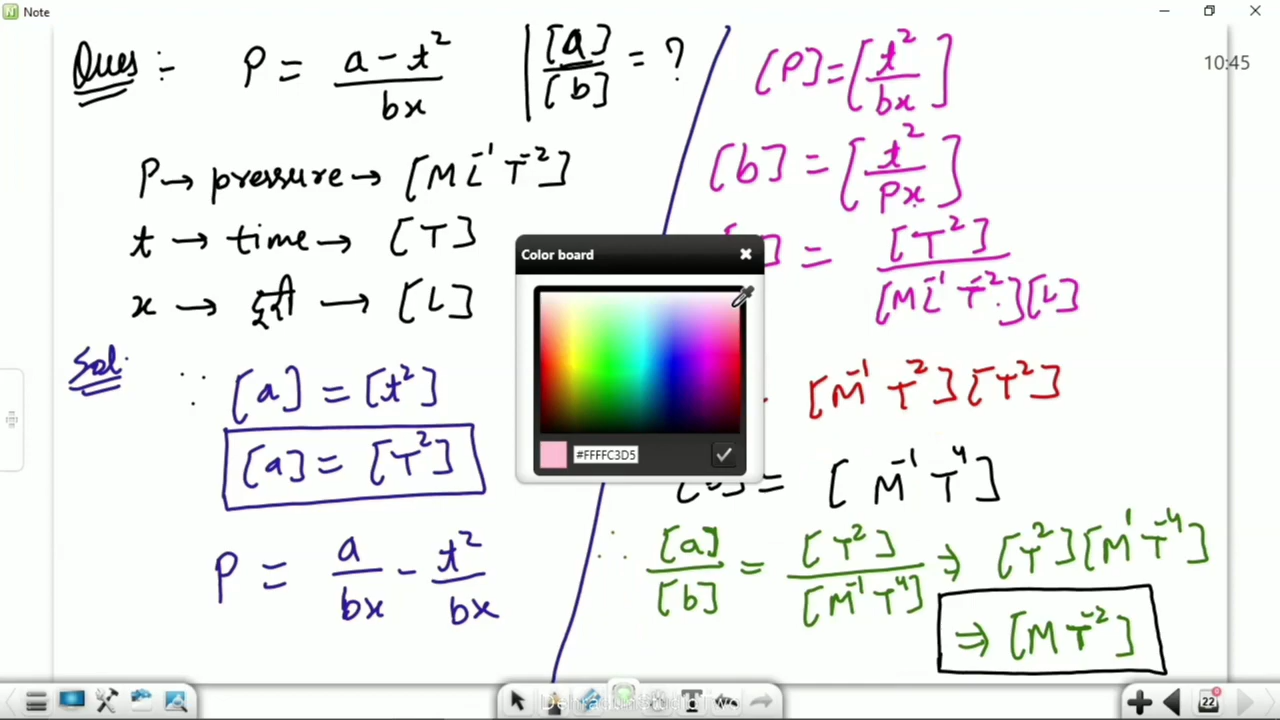 Note
10:45
Ques :- P = (a - t²)/(bx) | [a]/[b] = ?
P → pressure → [M L⁻¹ T⁻²]
t → time → [T]
x → दूरी → [L]
Sol:
∵ [a] = [t²]
[a] = [T²]
P = a/(bx) - t²/(bx)
[P] = [t²/(bx)]
[b] = [t²/(Px)]
] = [T²]/([M L⁻¹ T⁻²][L])
[M⁻¹ T²][T²]
[b] = [M⁻¹ T⁴]
∴ [a]/[b] = [T²]/[M⁻¹ T⁴] ⇒ [T²][M¹ T⁻⁴]
⇒ [M T⁻²]
Color board
#FFFFC3D5
22